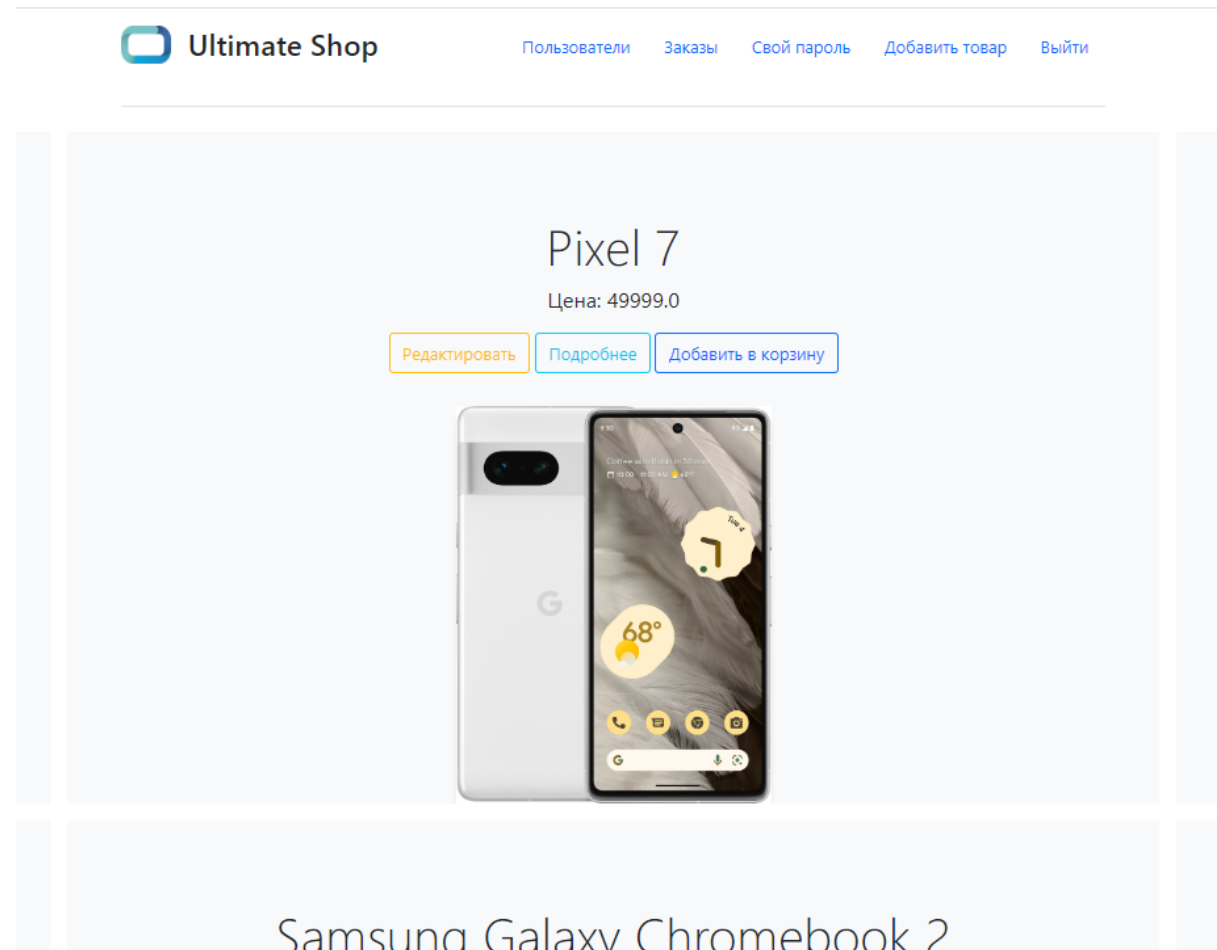 Ultimate Shop
Пользователи Заказы Свой пароль Добавить товар Выйти
Pixel 7
Цена: 49999.0
Редактировать Подробнее Добавить в корзину
68°
G
Samsung Galaxy Chromebook 2